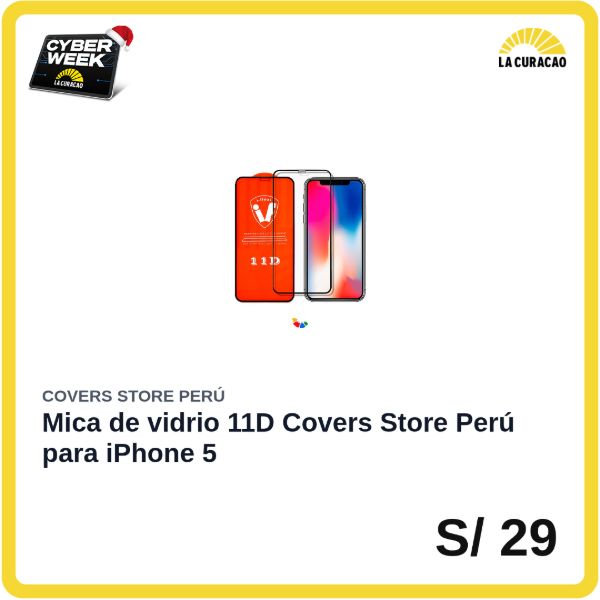 CYBER
WEEK
LA CURACAO
LA CURACAO
11D
COVERS STORE PERÚ
Mica de vidrio 11D Covers Store Perú
para iPhone 5
S/ 29